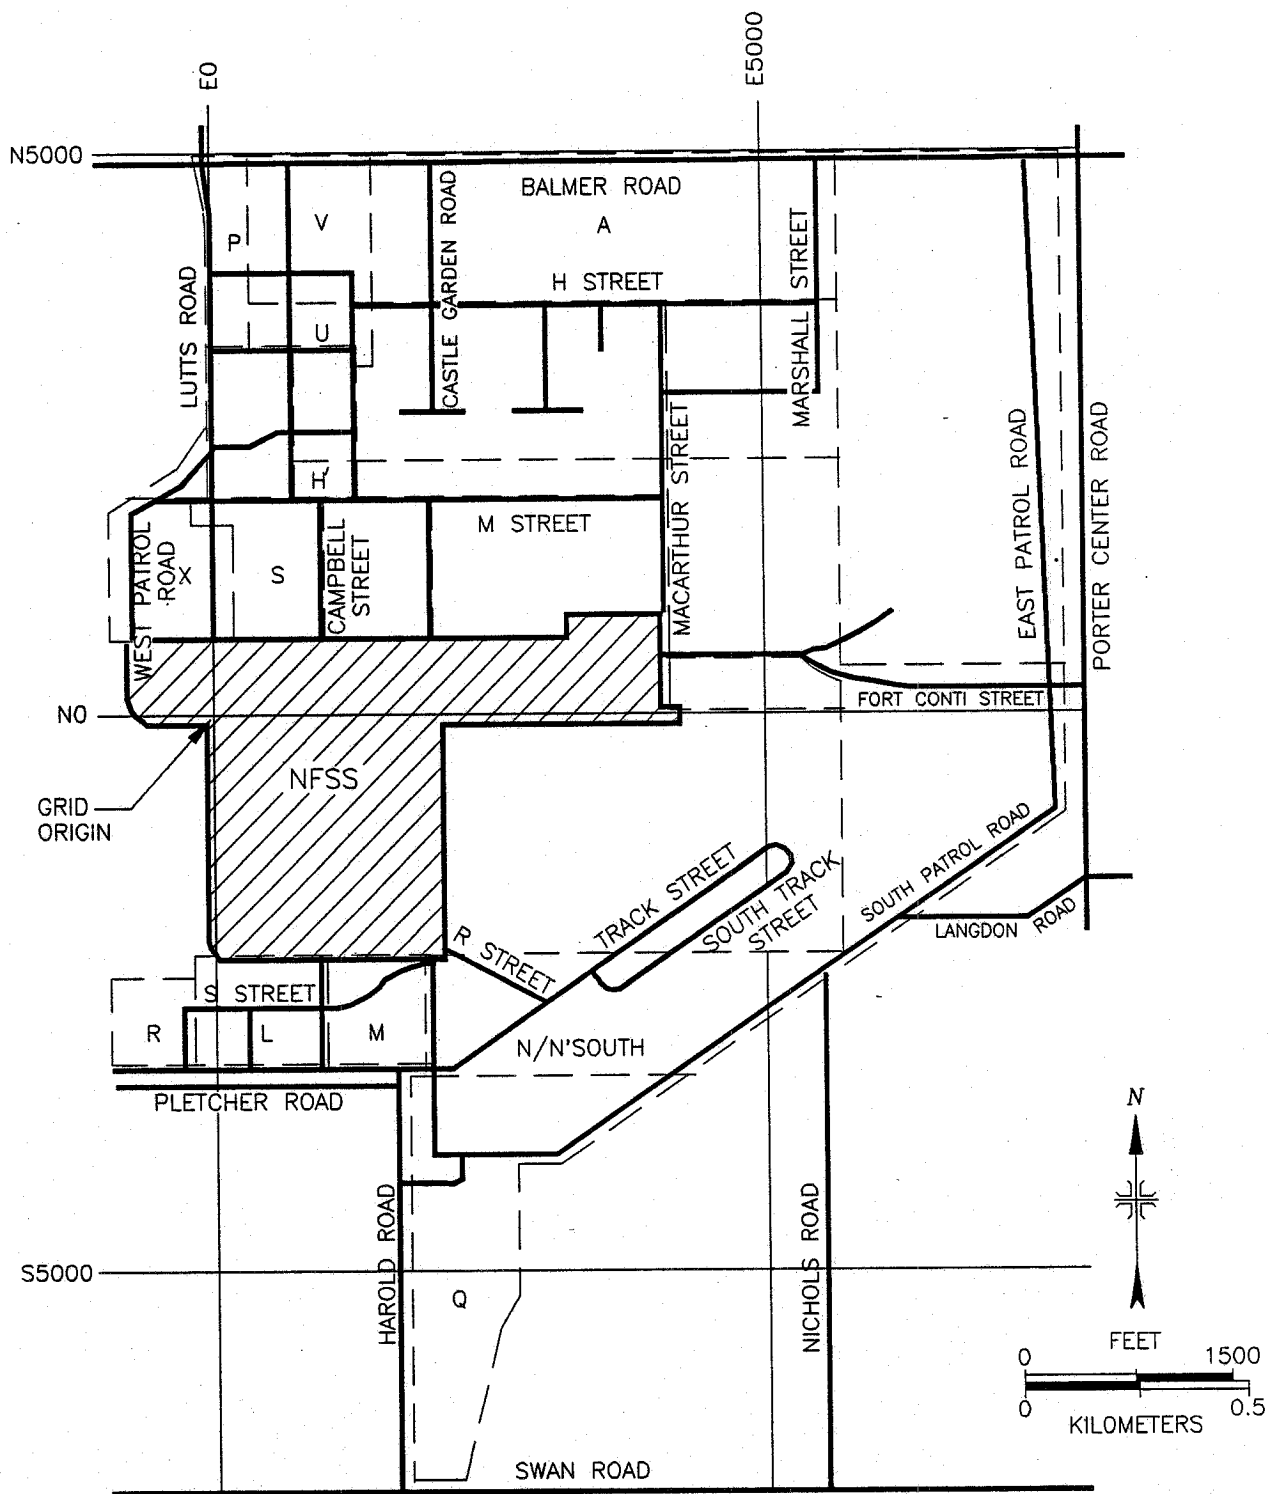 E0
E5000
N5000
BALMER ROAD
V
A
P
CASTLE GARDEN ROAD
MARSHALL STREET
H STREET
LUTTS ROAD
U
MACARTHUR STREET
EAST PATROL ROAD
PORTER CENTER ROAD
H'
M STREET
WEST PATROL
ROAD
X
S
CAMPBELL
STREET
FORT CONTI STREET
N0
NFSS
GRID
ORIGIN
SOUTH PATROL ROAD
TRACK STREET
SOUTH TRACK
STREET
LANGDON
ROAD
R STREET
S STREET
R
L
M
N/N'SOUTH
PLETCHER ROAD
N
HAROLD ROAD
NICHOLS ROAD
S5000
Q
FEET
0 1500
0 0.5
KILOMETERS
SWAN ROAD